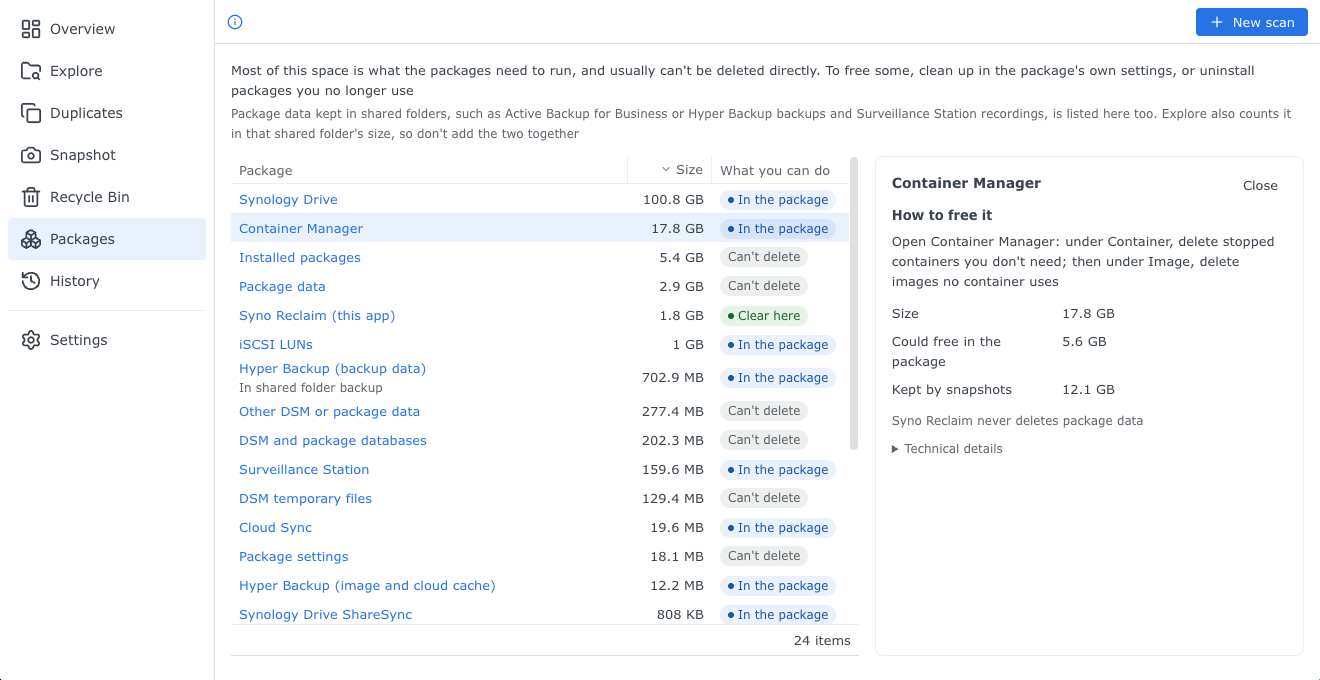 Overview
Explore
Duplicates
Snapshot
Recycle Bin
Packages
History
Settings
New scan
Most of this space is what the packages need to run, and usually can't be deleted directly. To free some, clean up in the package's own settings, or uninstall
packages you no longer use
Package data kept in shared folders, such as Active Backup for Business or Hyper Backup backups and Surveillance Station recordings, is listed here too. Explore also counts it
in that shared folder's size, so don't add the two together
Package Size What you can do
Synology Drive 100.8 GB In the package
Container Manager 17.8 GB In the package
Installed packages 5.4 GB Can't delete
Package data 2.9 GB Can't delete
Syno Reclaim (this app) 1.8 GB Clear here
iSCSI LUNs 1 GB In the package
Hyper Backup (backup data) 702.9 MB In the package
In shared folder backup
Other DSM or package data 277.4 MB Can't delete
DSM and package databases 202.3 MB Can't delete
Surveillance Station 159.6 MB In the package
DSM temporary files 129.4 MB Can't delete
Cloud Sync 19.6 MB In the package
Package settings 18.1 MB Can't delete
Hyper Backup (image and cloud cache) 12.2 MB In the package
Synology Drive ShareSync 808 KB In the package
24 items
Container Manager Close
How to free it
Open Container Manager: under Container, delete stopped
containers you don't need; then under Image, delete
images no container uses
Size 17.8 GB
Could free in the 5.6 GB
package
Kept by snapshots 12.1 GB
Syno Reclaim never deletes package data
Technical details